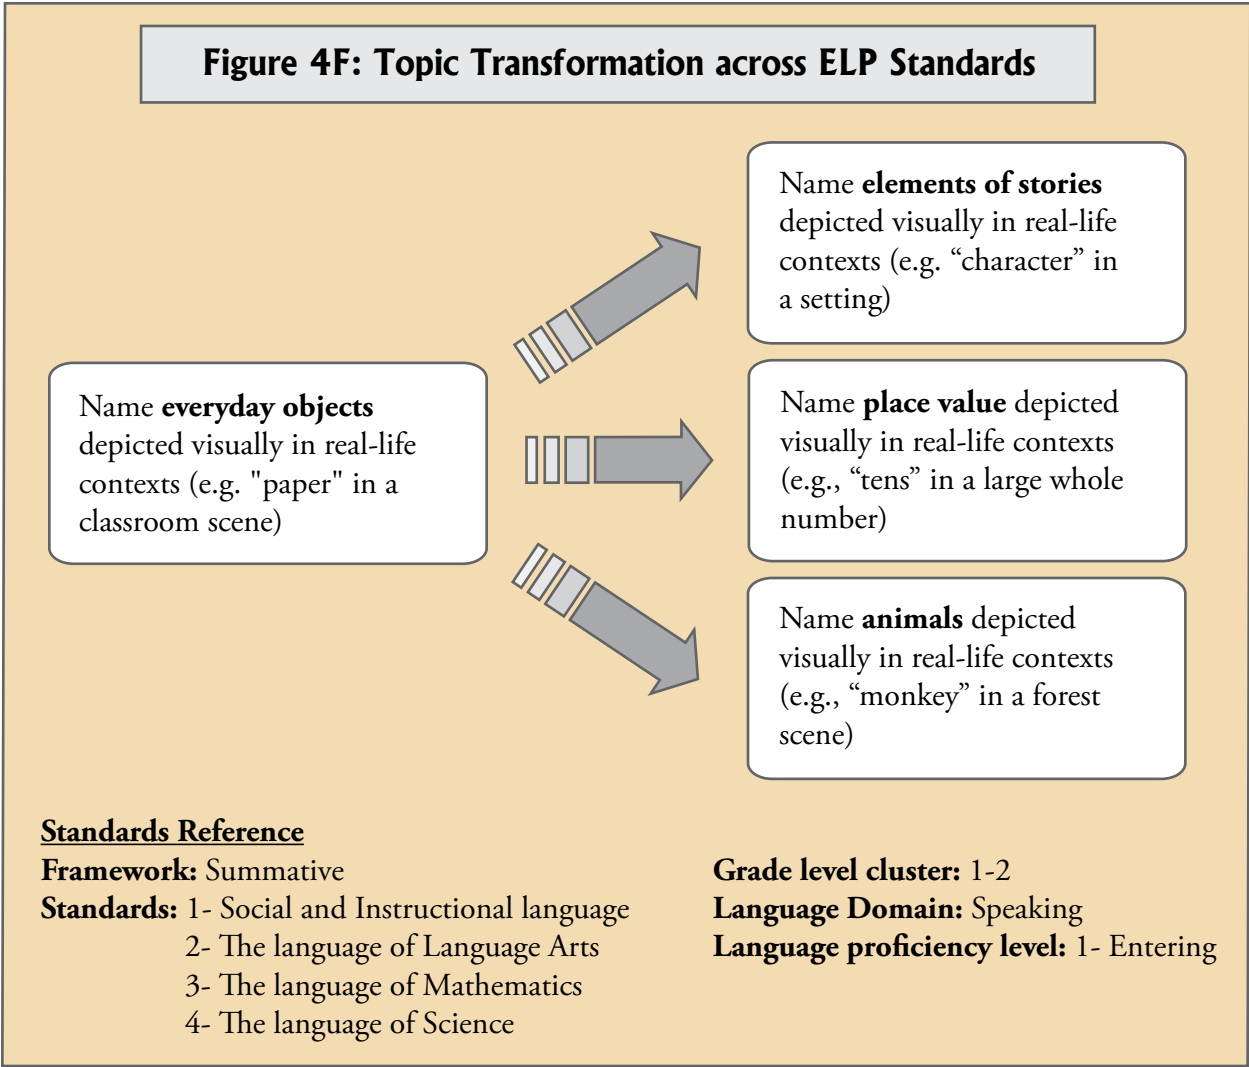 Figure 4F: Topic Transformation across ELP Standards
Name everyday objects
depicted visually in real-life
contexts (e.g. "paper" in a
classroom scene)
Name elements of stories
depicted visually in real-life
contexts (e.g. “character” in
a setting)
Name place value depicted
visually in real-life contexts
(e.g., “tens” in a large whole
number)
Name animals depicted
visually in real-life contexts
(e.g., “monkey” in a forest
scene)
Standards Reference
Framework: Summative
Standards: 1- Social and Instructional language
2- The language of Language Arts
3- The language of Mathematics
4- The language of Science
Grade level cluster: 1-2
Language Domain: Speaking
Language proficiency level: 1- Entering